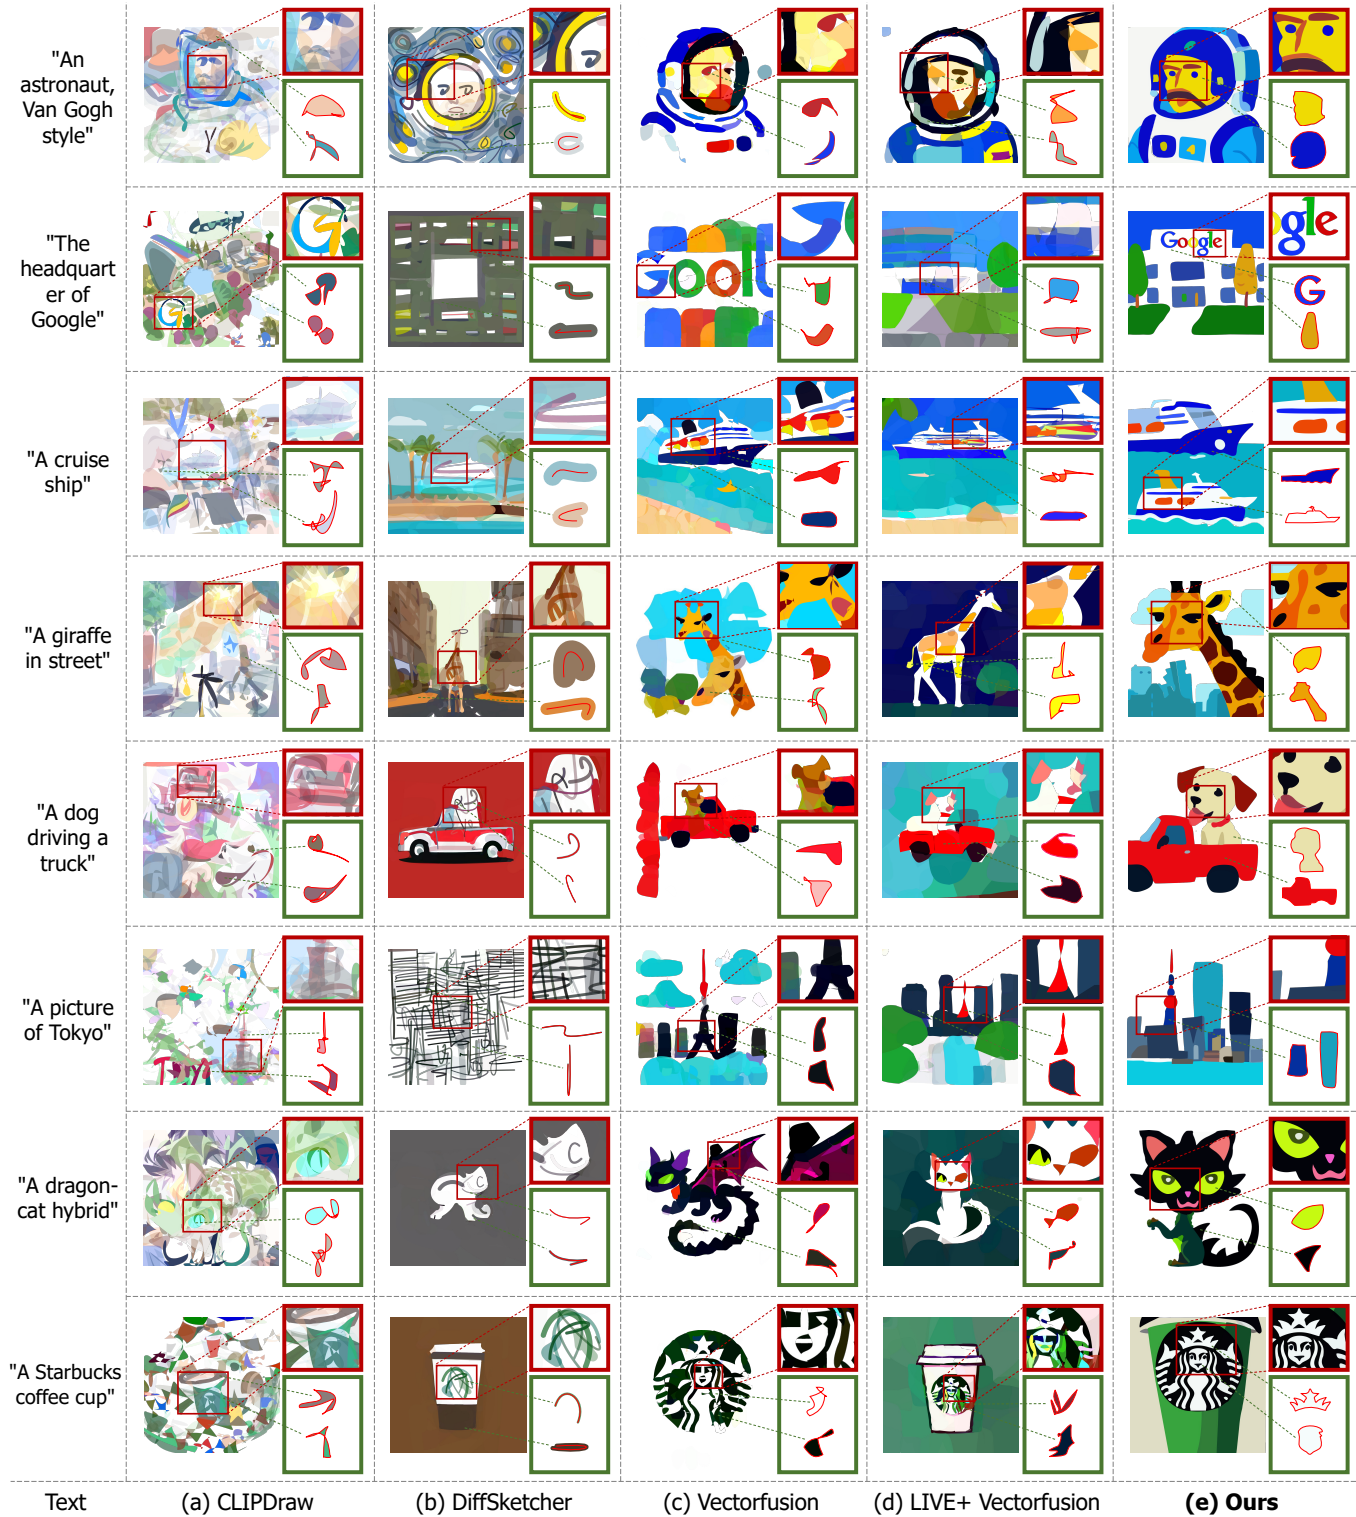 "An
astronaut,
Van Gogh
style"
"The
headquart
er of
Google"
G
Google
ogle
G
"A cruise
ship"
"A giraffe
in street"
"A dog
driving a
truck"
"A picture
of Tokyo"
"A dragon-
cat hybrid"
"A Starbucks
coffee cup"
Text
(a) CLIPDraw
(b) DiffSketcher
(c) Vectorfusion
(d) LIVE+ Vectorfusion
(e) Ours